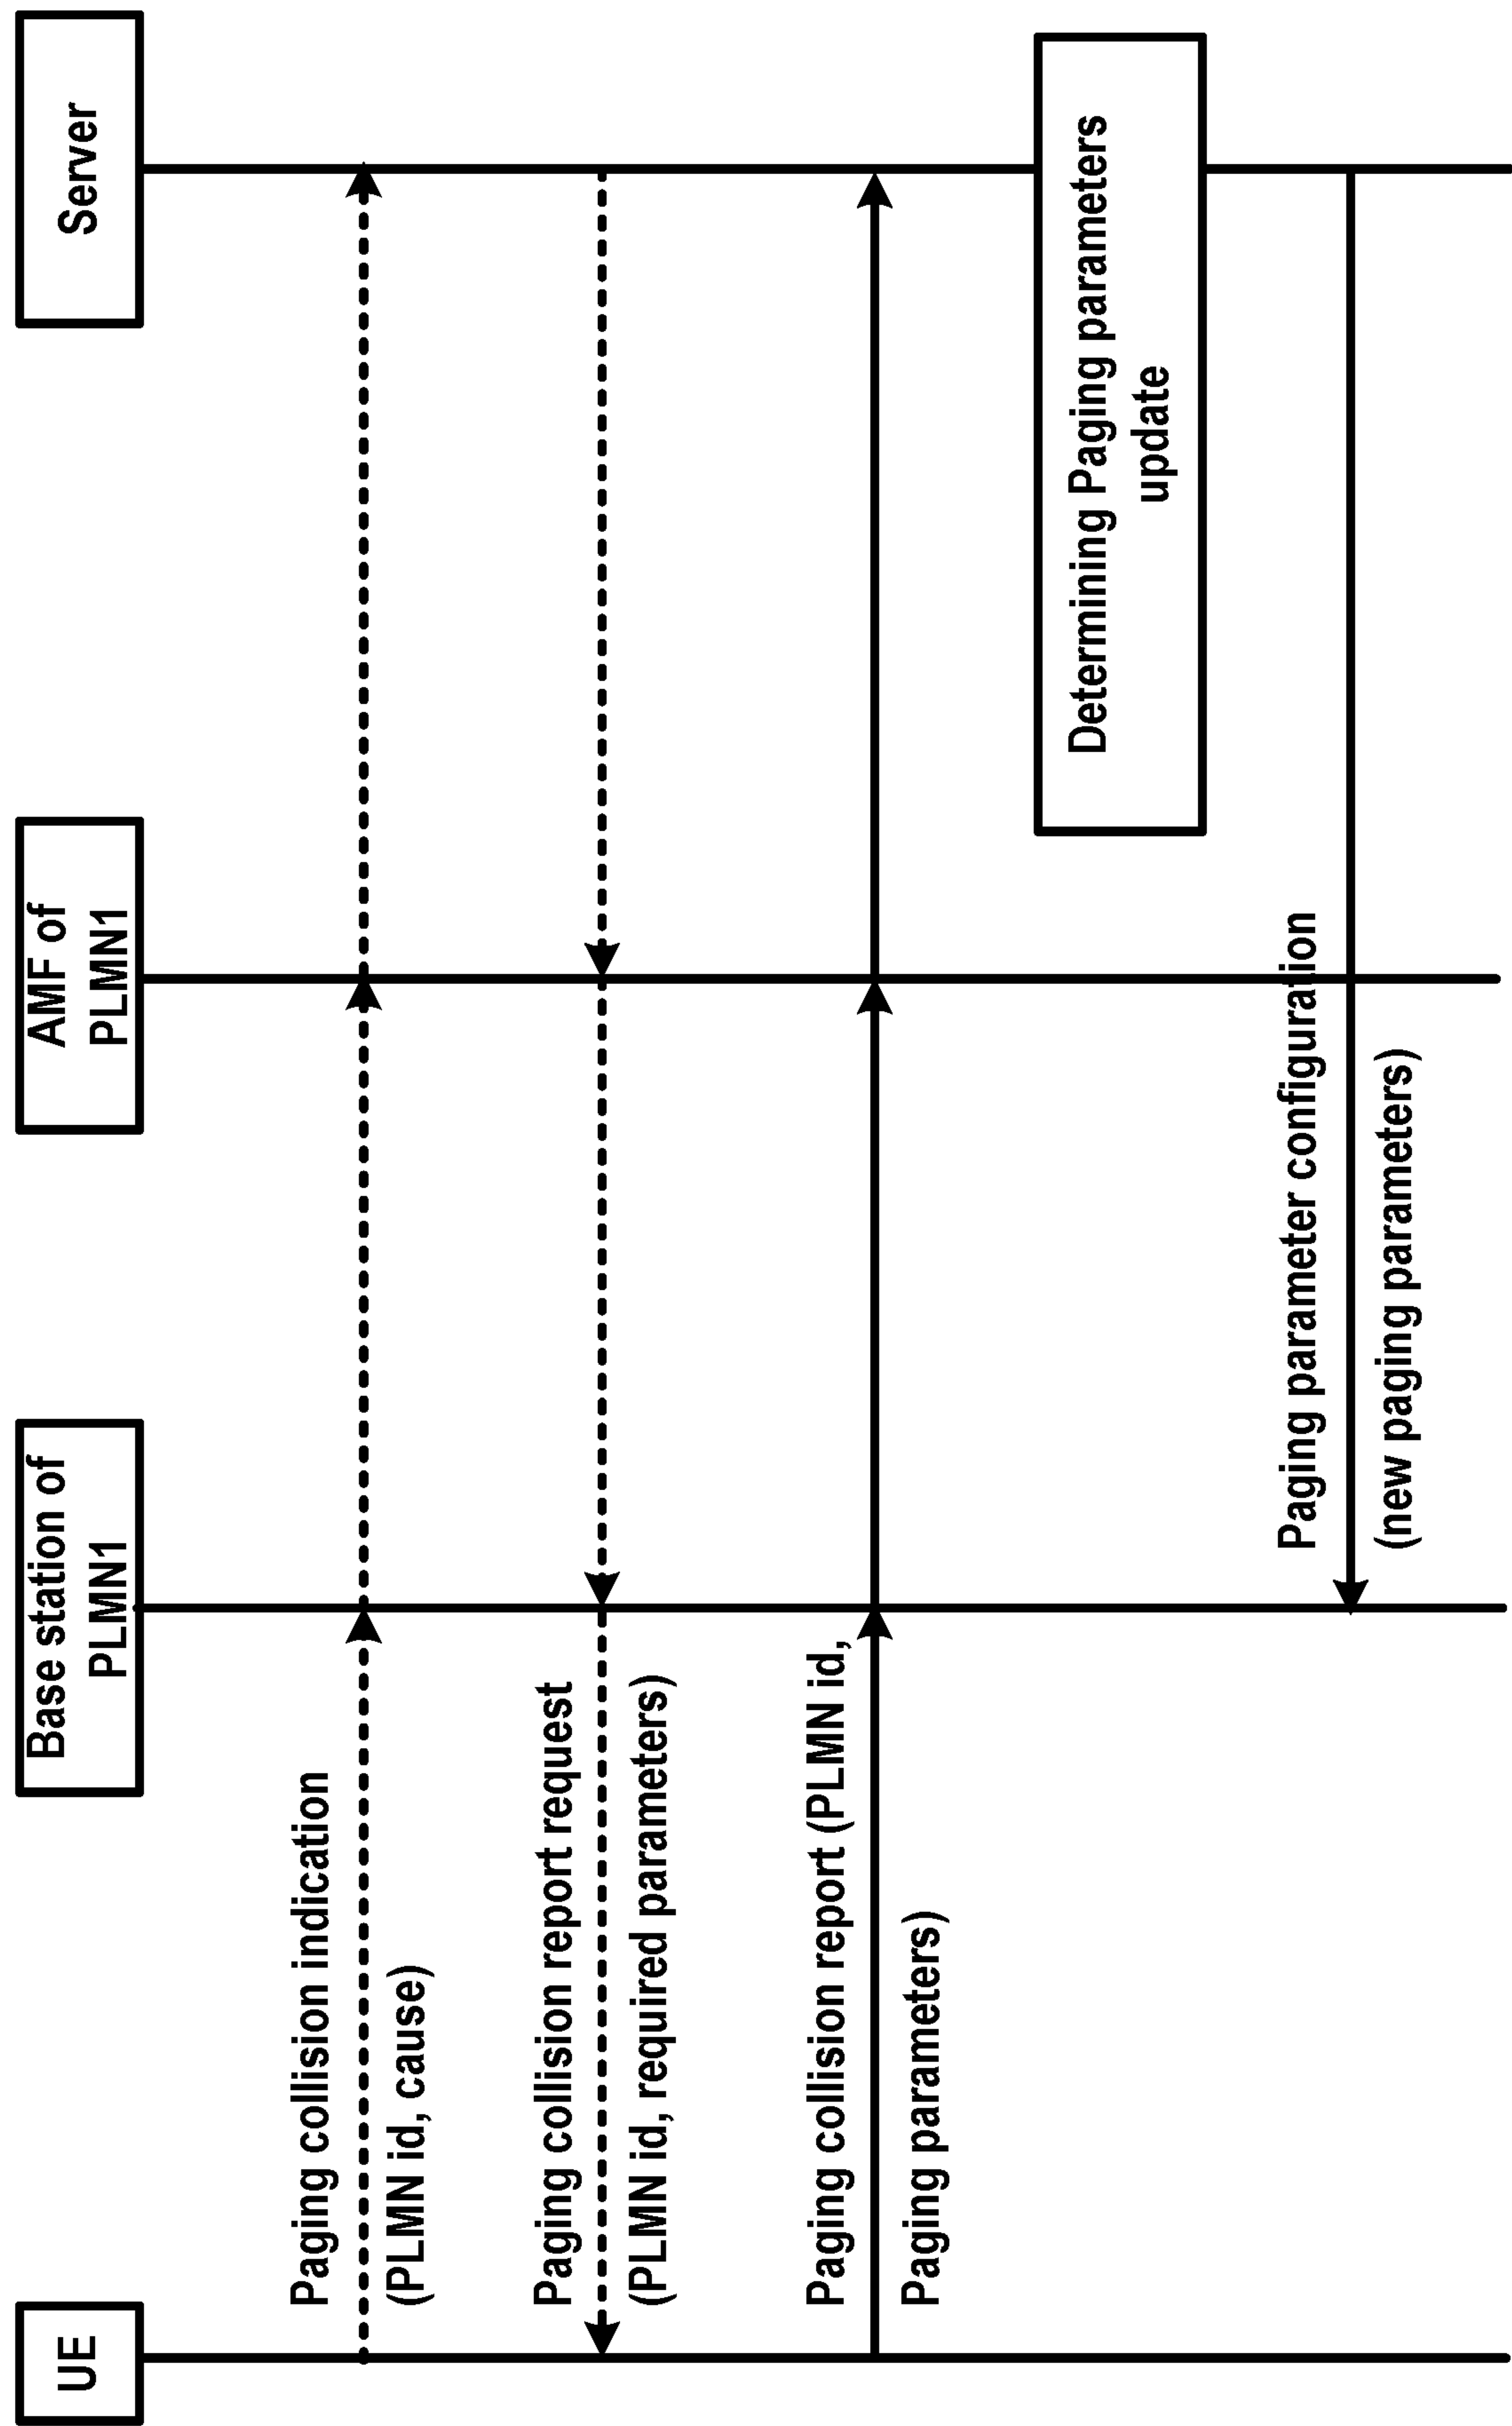 UE
Base station of
PLMN1
AMF of
PLMN1
Server
Paging collision indication
(PLMN id, cause)
Paging collision report request
(PLMN id, required parameters)
Paging collision report (PLMN id,
Paging parameters)
Determining Paging parameters
update
Paging parameter configuration
(new paging parameters)